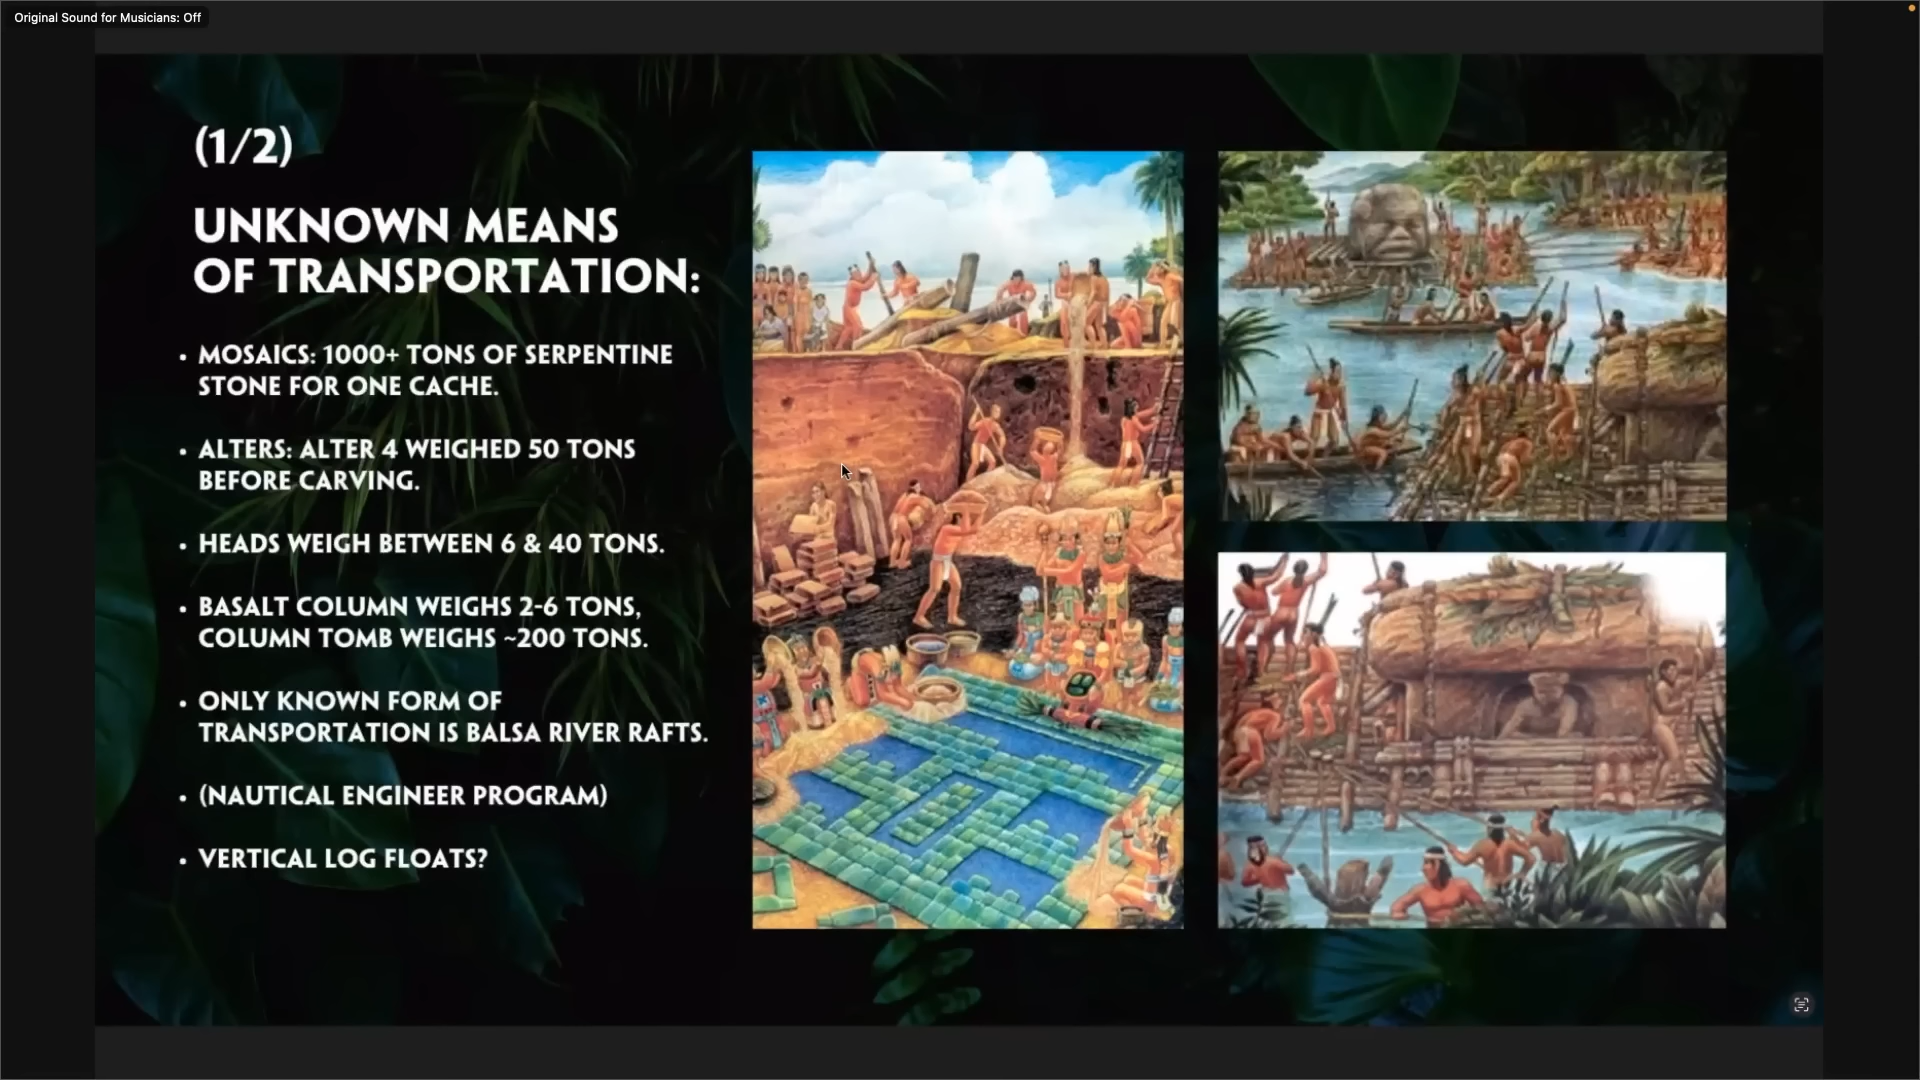 Original Sound for Musicians: Off
(1/2)
UNKNOWN MEANS
OF TRANSPORTATION:
• MOSAICS: 1000+ TONS OF SERPENTINE
STONE FOR ONE CACHE.
• ALTERS: ALTER 4 WEIGHED 50 TONS
BEFORE CARVING.
• HEADS WEIGH BETWEEN 6 & 40 TONS.
• BASALT COLUMN WEIGHS 2-6 TONS,
COLUMN TOMB WEIGHS ~200 TONS.
• ONLY KNOWN FORM OF
TRANSPORTATION IS BALSA RIVER RAFTS.
• (NAUTICAL ENGINEER PROGRAM)
• VERTICAL LOG FLOATS?